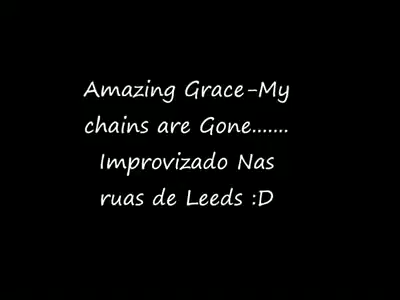 Amazing Grace-My
chains are Gone.......
Improvizado Nas
ruas de Leeds :D